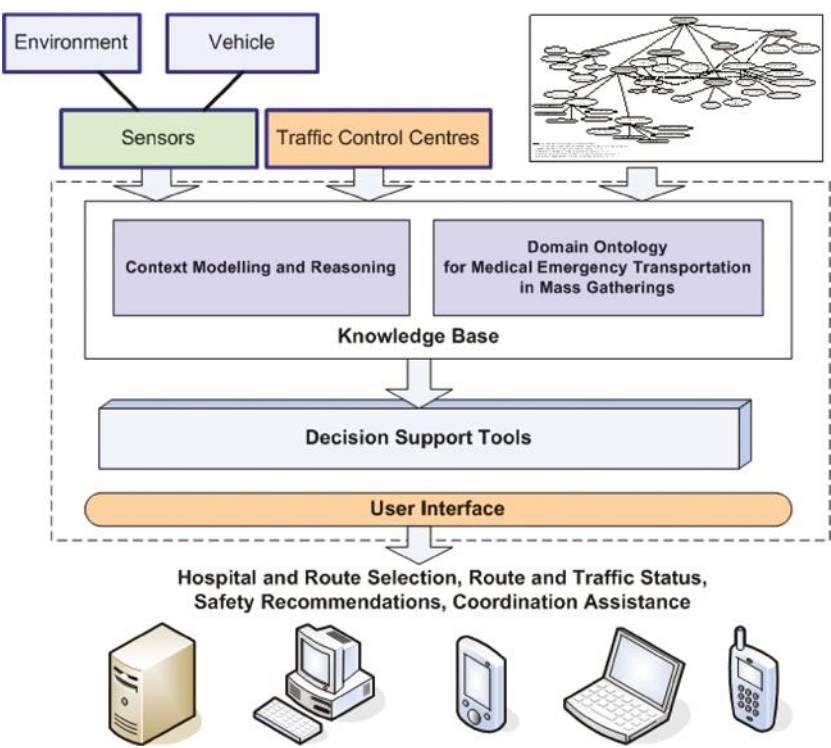 Environment
Vehicle
Sensors
Traffic Control Centres
Context Modelling and Reasoning
Domain Ontology
for Medical Emergency Transportation
in Mass Gatherings
Knowledge Base
Decision Support Tools
User Interface
Hospital and Route Selection, Route and Traffic Status,
Safety Recommendations, Coordination Assistance